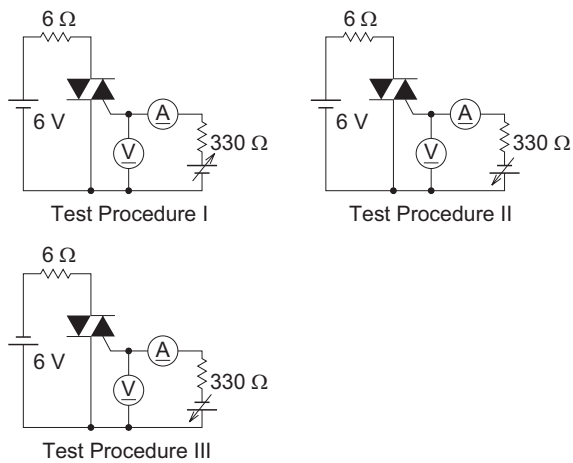 6 Ω
6 V
A
V
330 Ω
Test Procedure I
6 Ω
6 V
A
V
330 Ω
Test Procedure II
6 Ω
6 V
A
V
330 Ω
Test Procedure III